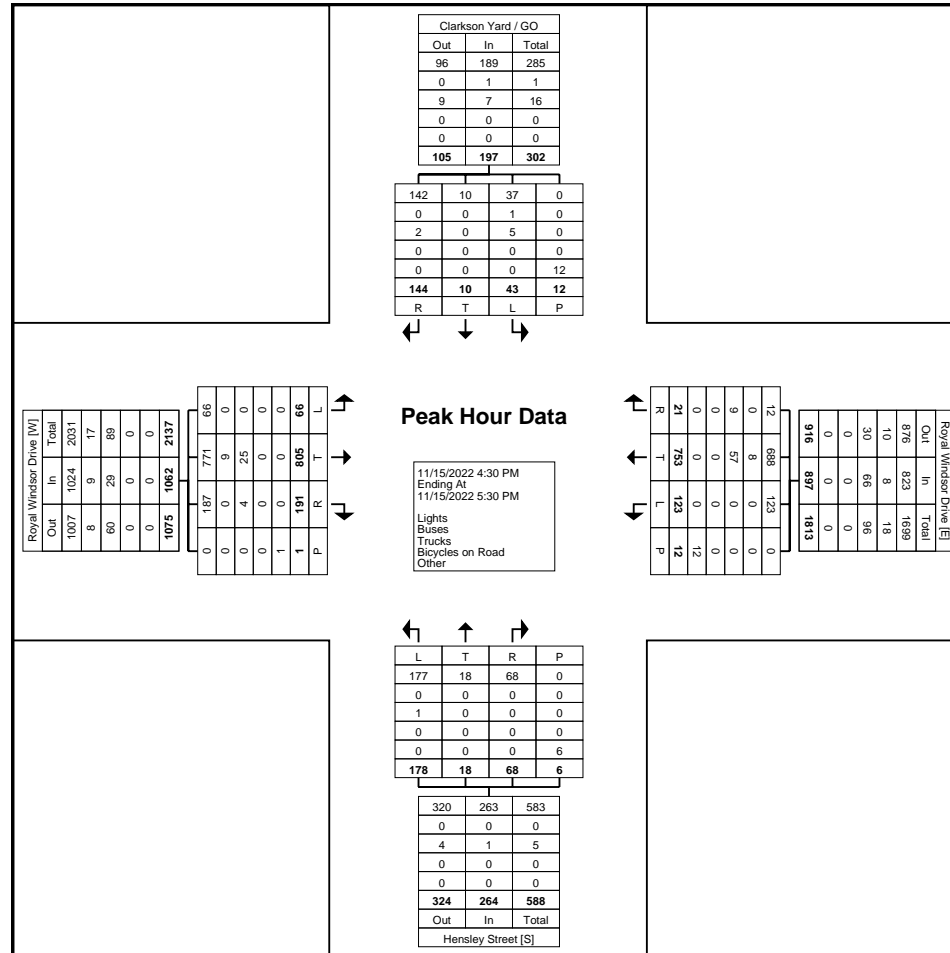 Clarkson Yard / GO
Out In Total
96 189 285
0 1 1
9 7 16
0 0 0
0 0 0
105 197 302
142 10 37 0
0 0 1 0
2 0 5 0
0 0 0 0
0 0 0 12
144 10 43 12
R T L P
Royal Windsor Drive [W]
Total 2031 17 89 0 0 2137
In 1024 9 29 0 0 1062
Out 1007 8 60 0 0 1075
66 0 0 0 0 66 L
771 9 25 0 0 805 T
187 0 4 0 0 191 R
0 0 0 0 1 1 P
Peak Hour Data
11/15/2022 4:30 PM
Ending At
11/15/2022 5:30 PM
Lights
Buses
Trucks
Bicycles on Road
Other
R 21 0 0 9 0 12
T 753 0 0 57 8 688
L 123 0 0 0 0 123
P 12 12 0 0 0 0
916 0 0 30 10 876 Out
897 0 0 66 8 823 In
1813 0 0 96 18 1699 Total
Royal Windsor Drive [E]
L T R P
177 18 68 0
0 0 0 0
1 0 0 0
0 0 0 0
0 0 0 6
178 18 68 6
320 263 583
0 0 0
4 1 5
0 0 0
0 0 0
324 264 588
Out In Total
Hensley Street [S]